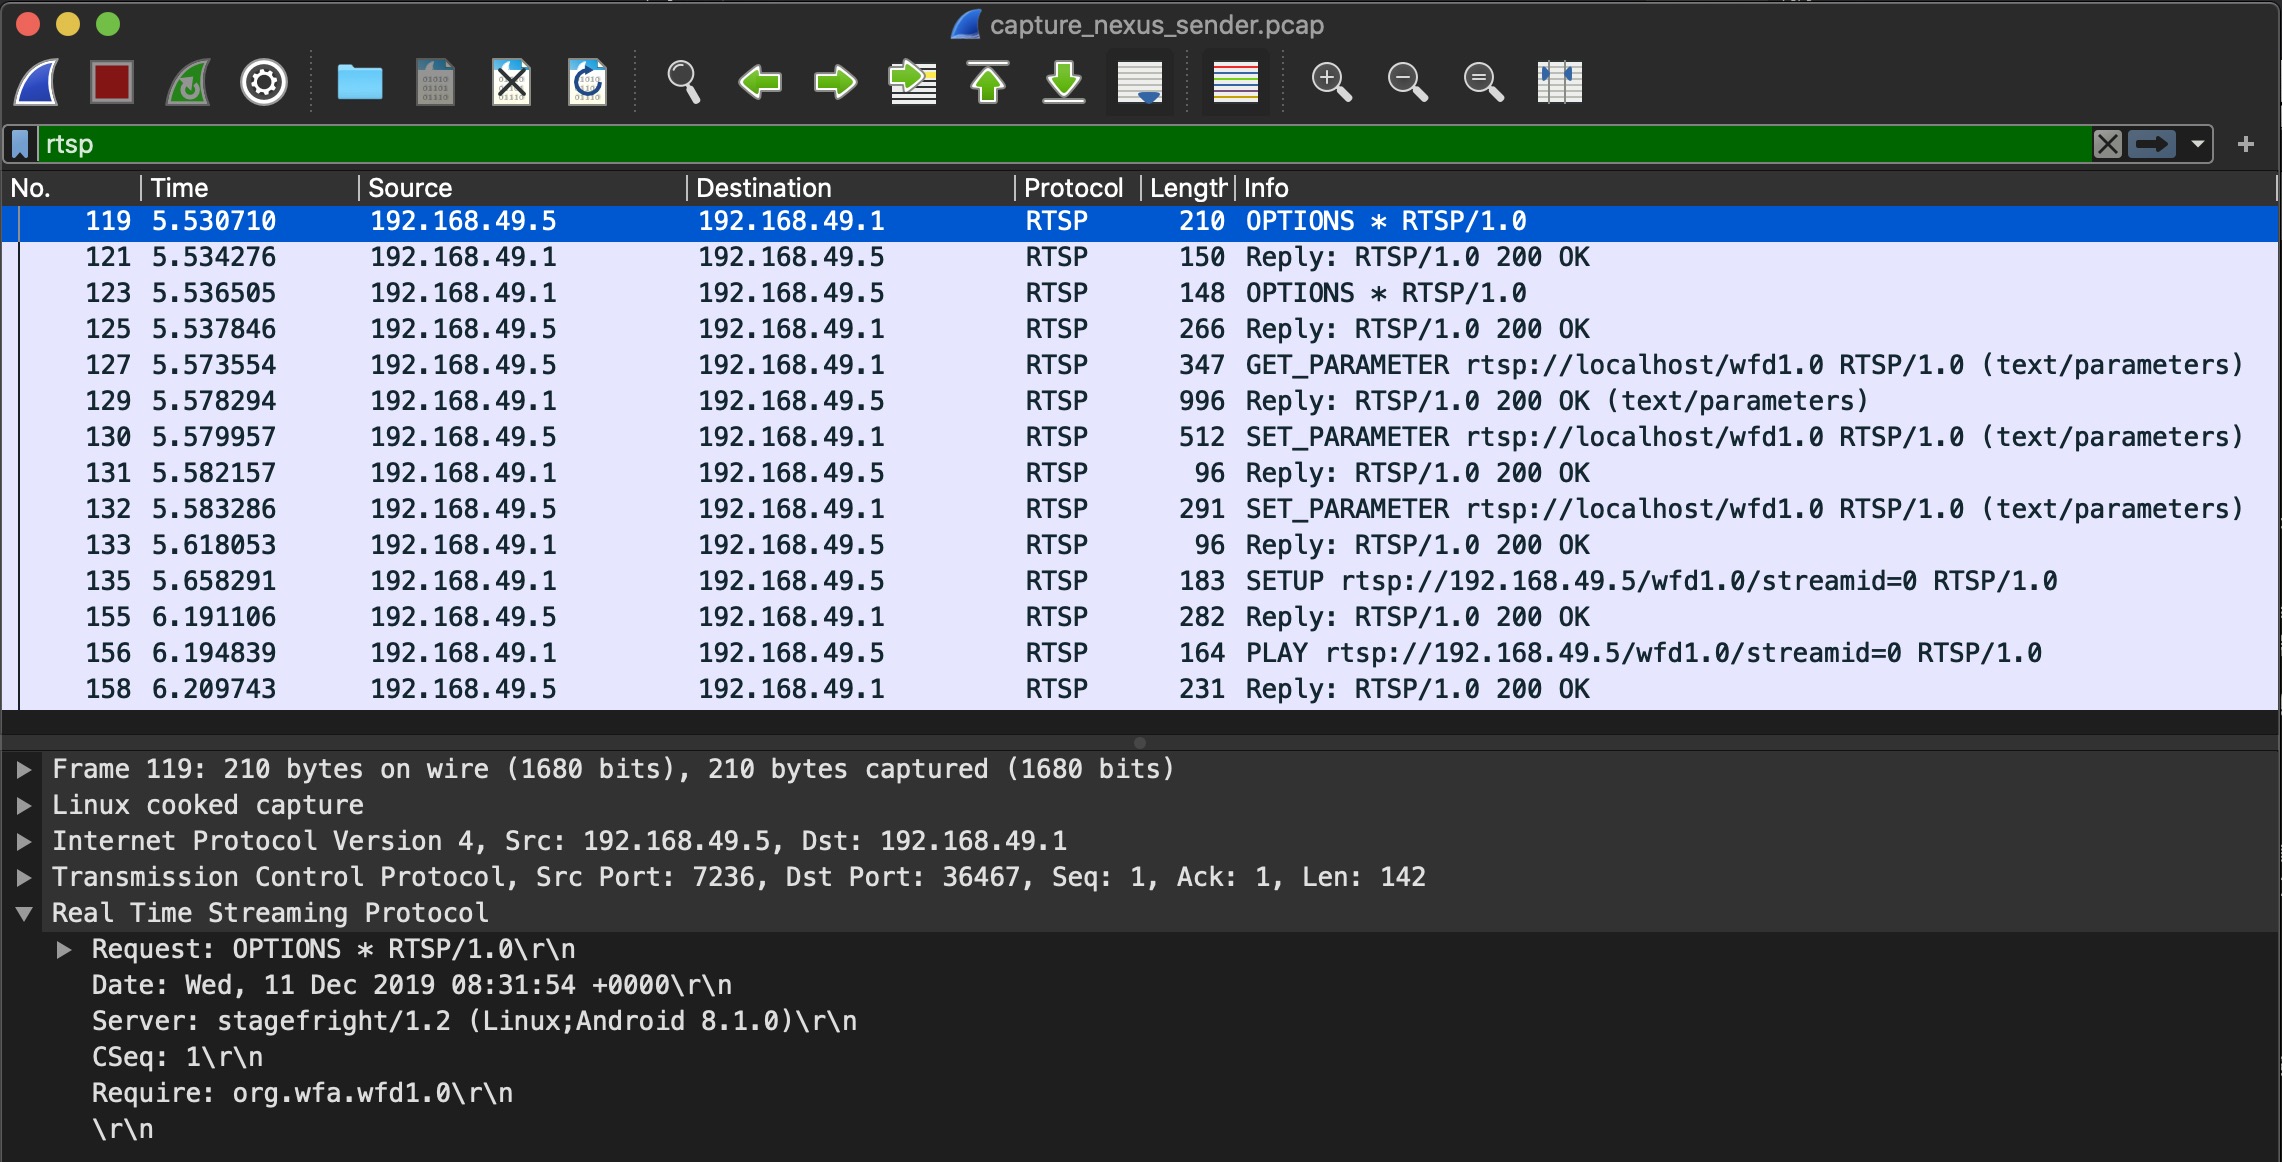 capture_nexus_sender.pcap
rtsp
No. Time Source Destination Protocol Length Info
119 5.530710 192.168.49.5 192.168.49.1 RTSP 210 OPTIONS * RTSP/1.0
121 5.534276 192.168.49.1 192.168.49.5 RTSP 150 Reply: RTSP/1.0 200 OK
123 5.536505 192.168.49.1 192.168.49.5 RTSP 148 OPTIONS * RTSP/1.0
125 5.537846 192.168.49.5 192.168.49.1 RTSP 266 Reply: RTSP/1.0 200 OK
127 5.573554 192.168.49.5 192.168.49.1 RTSP 347 GET_PARAMETER rtsp://localhost/wfd1.0 RTSP/1.0 (text/parameters)
129 5.578294 192.168.49.1 192.168.49.5 RTSP 996 Reply: RTSP/1.0 200 OK (text/parameters)
130 5.579957 192.168.49.5 192.168.49.1 RTSP 512 SET_PARAMETER rtsp://localhost/wfd1.0 RTSP/1.0 (text/parameters)
131 5.582157 192.168.49.1 192.168.49.5 RTSP 96 Reply: RTSP/1.0 200 OK
132 5.583286 192.168.49.5 192.168.49.1 RTSP 291 SET_PARAMETER rtsp://localhost/wfd1.0 RTSP/1.0 (text/parameters)
133 5.618053 192.168.49.1 192.168.49.5 RTSP 96 Reply: RTSP/1.0 200 OK
135 5.658291 192.168.49.1 192.168.49.5 RTSP 183 SETUP rtsp://192.168.49.5/wfd1.0/streamid=0 RTSP/1.0
155 6.191106 192.168.49.5 192.168.49.1 RTSP 282 Reply: RTSP/1.0 200 OK
156 6.194839 192.168.49.1 192.168.49.5 RTSP 164 PLAY rtsp://192.168.49.5/wfd1.0/streamid=0 RTSP/1.0
158 6.209743 192.168.49.5 192.168.49.1 RTSP 231 Reply: RTSP/1.0 200 OK
Frame 119: 210 bytes on wire (1680 bits), 210 bytes captured (1680 bits)
Linux cooked capture
Internet Protocol Version 4, Src: 192.168.49.5, Dst: 192.168.49.1
Transmission Control Protocol, Src Port: 7236, Dst Port: 36467, Seq: 1, Ack: 1, Len: 142
Real Time Streaming Protocol
Request: OPTIONS * RTSP/1.0\r\n
Date: Wed, 11 Dec 2019 08:31:54 +0000\r\n
Server: stagefright/1.2 (Linux;Android 8.1.0)\r\n
CSeq: 1\r\n
Require: org.wfa.wfd1.0\r\n
\r\n